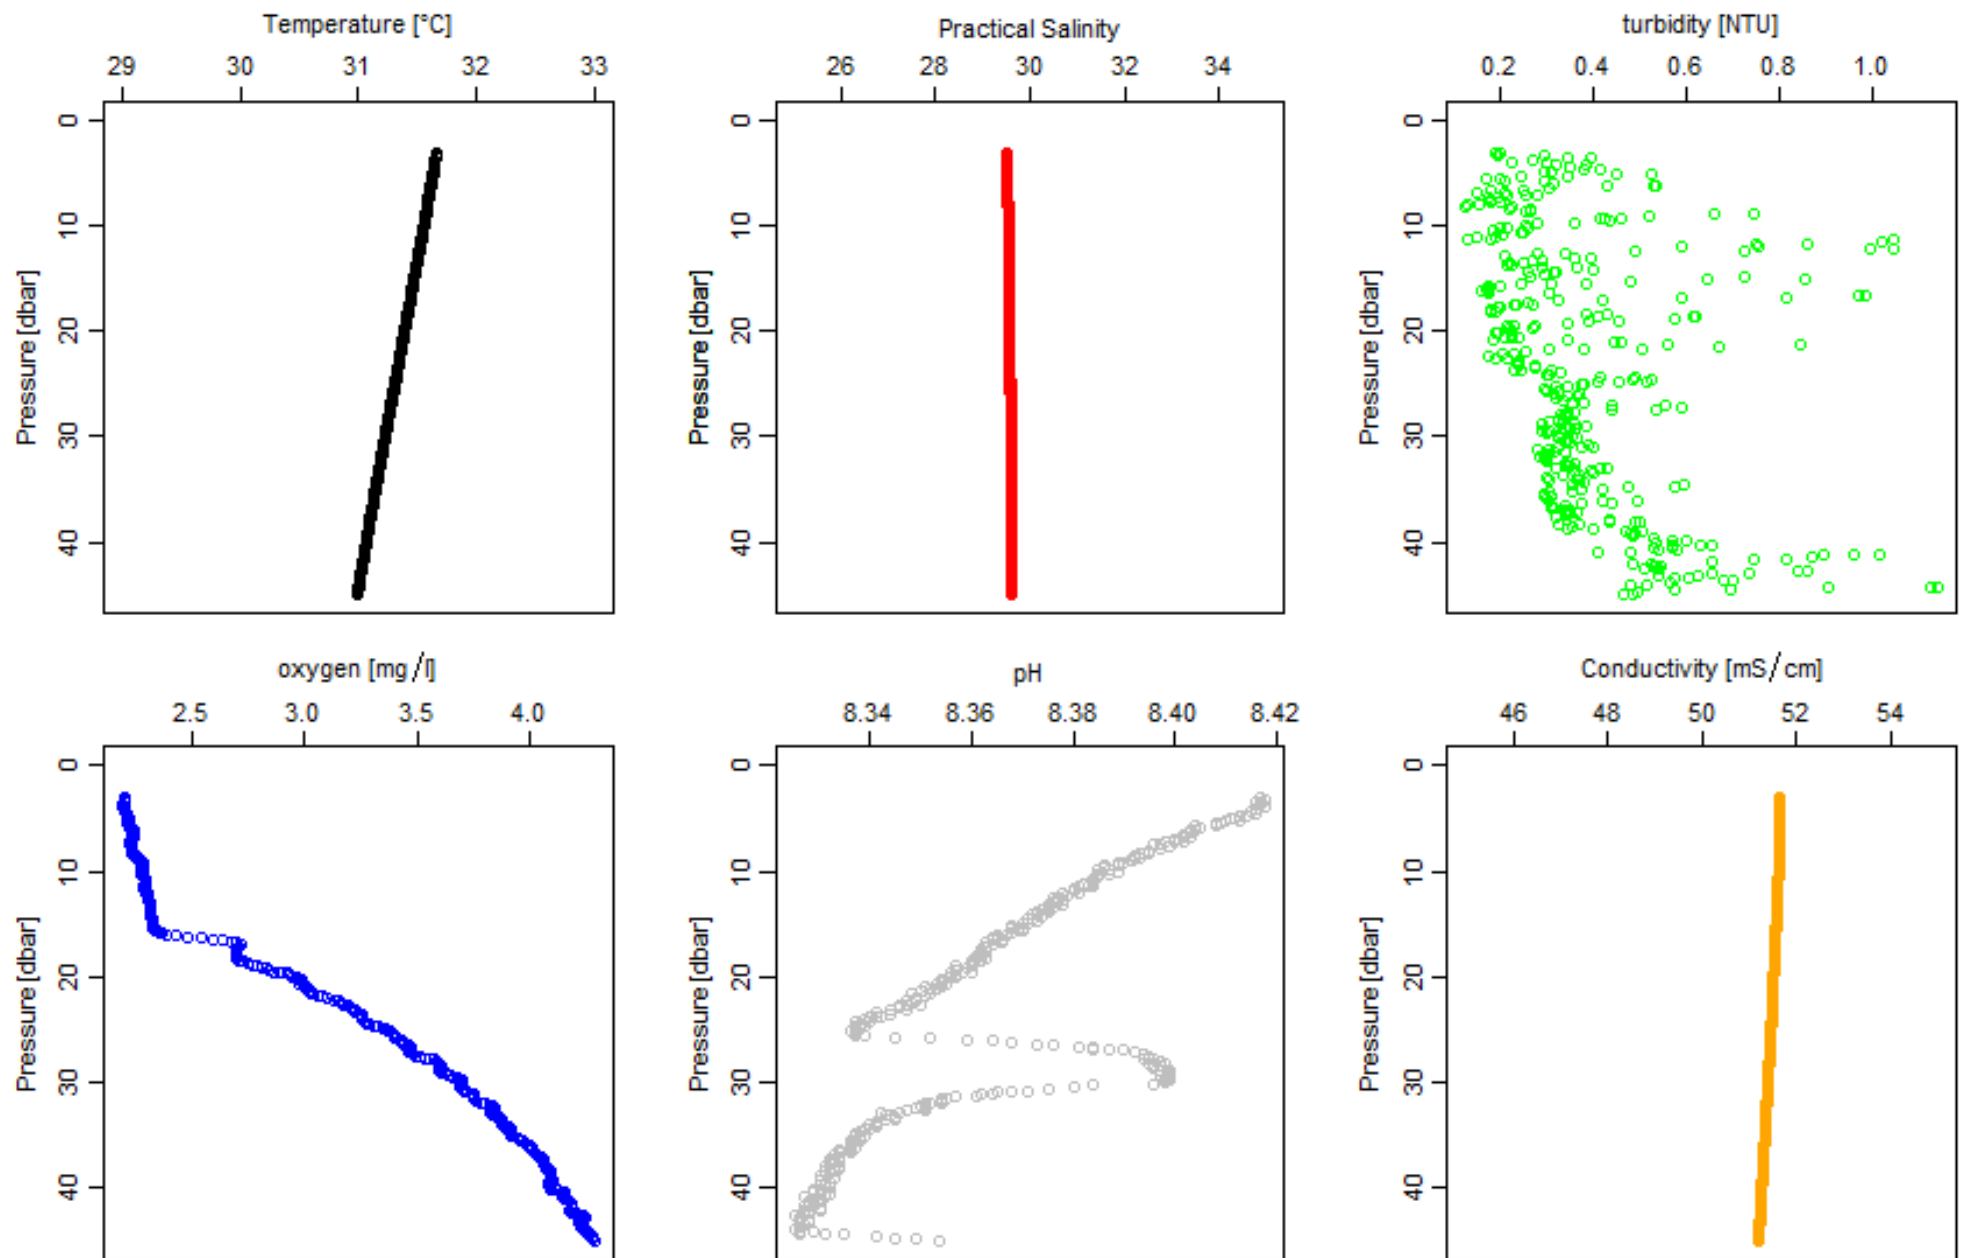 Temperature [°C]
29 30 31 32 33
Pressure [dbar]
0
10
20
30
40
Practical Salinity
26 28 30 32 34
Pressure [dbar]
0
10
20
30
40
turbidity [NTU]
0.2 0.4 0.6 0.8 1.0
Pressure [dbar]
0
10
20
30
40
oxygen [mg/l]
2.5 3.0 3.5 4.0
Pressure [dbar]
0
10
20
30
40
pH
8.34 8.36 8.38 8.40 8.42
Pressure [dbar]
0
10
20
30
40
Conductivity [mS/cm]
46 48 50 52 54
Pressure [dbar]
0
10
20
30
40